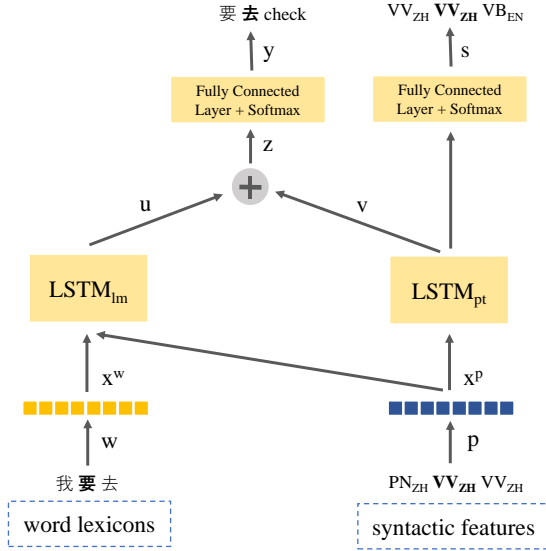 要 去 check
VV_ZH VV_ZH VB_EN
y
s
Fully Connected
Layer + Softmax
Fully Connected
Layer + Softmax
z
+
u
v
LSTM_lm
LSTM_pt
x^w
x^p
w
p
我 要 去
PN_ZH VV_ZH VV_ZH
word lexicons
syntactic features